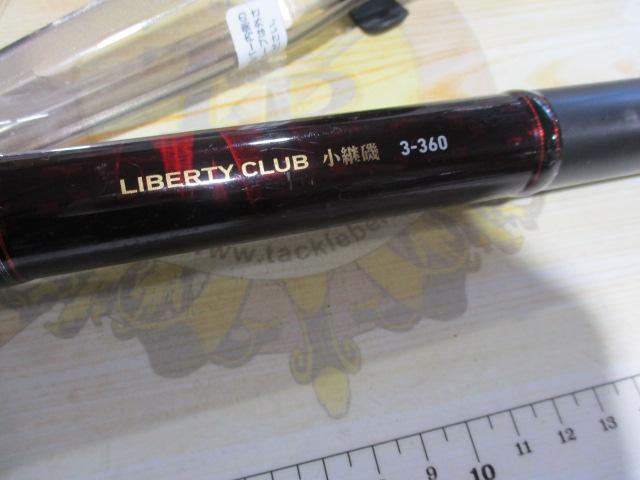 LIBERTY CLUB 小継磯 3-360
www.tacklebe
9 10 11 12 13